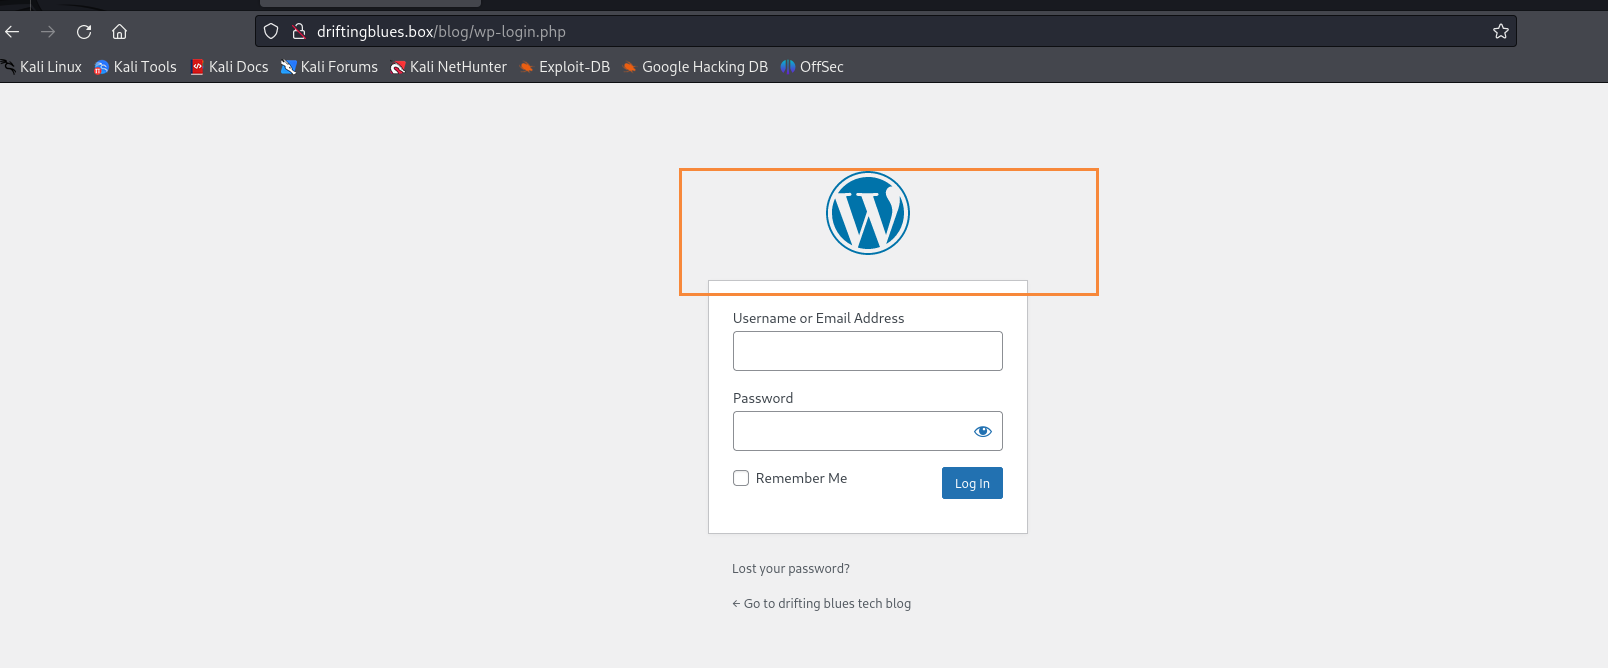 driftingblues.box/blog/wp-login.php
Kali Linux Kali Tools Kali Docs Kali Forums Kali NetHunter Exploit-DB Google Hacking DB OffSec
Username or Email Address
Password
Remember Me Log In
Lost your password?
← Go to drifting blues tech blog